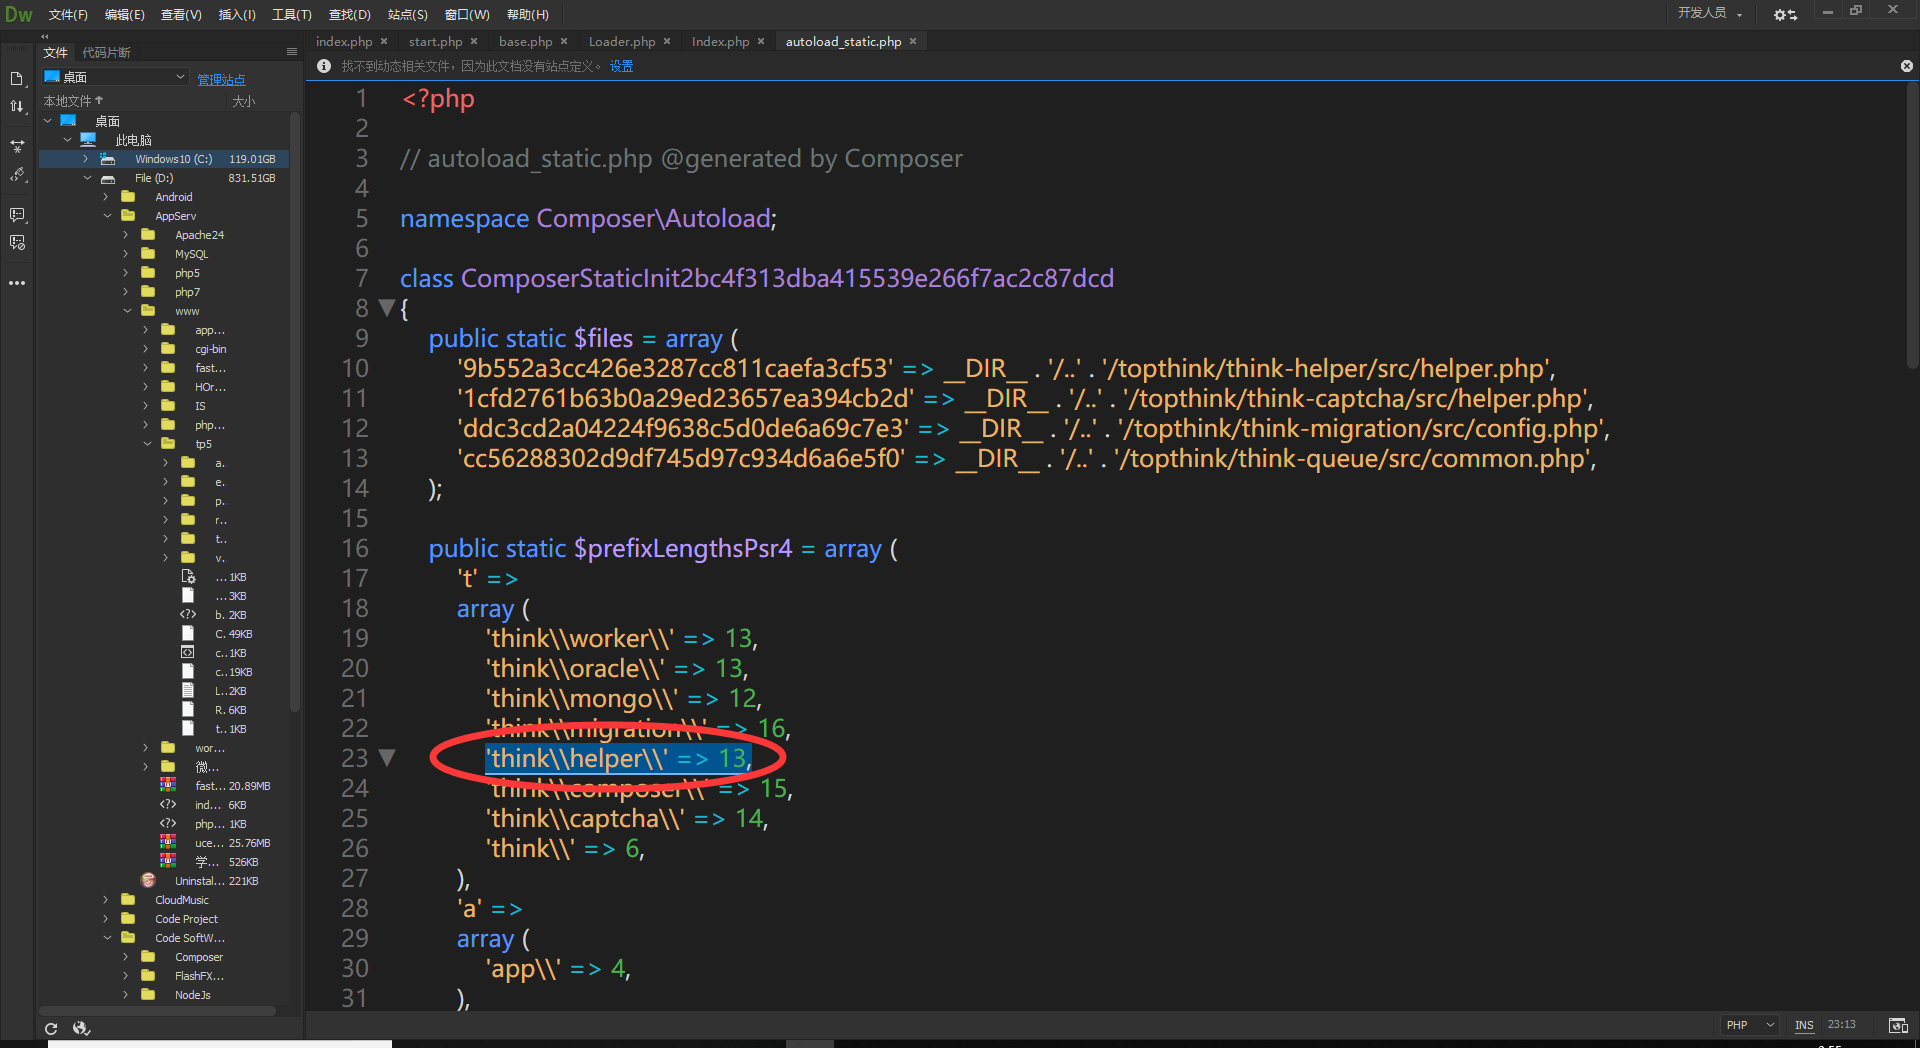 Dw 文件(F) 编辑(E) 查看(V) 插入(I) 工具(T) 查找(D) 站点(S) 窗口(W) 帮助(H) 开发人员
文件 代码片断
桌面 管理站点
本地文件 大小
桌面
此电脑
Windows10 (C:) 119.01GB
File (D:) 831.51GB
Android
AppServ
Apache24
MySQL
php5
php7
www
app...
cgi-bin
fast...
HOr...
IS
php...
tp5
a..
e..
p..
r..
t..
v..
... 1KB
... 3KB
b.. 2KB
C.. 49KB
c... 1KB
c... 19KB
L... 2KB
R.. 6KB
t... 1KB
wor...
微...
fast... 20.89MB
ind... 6KB
php... 1KB
uce... 25.76MB
学... 526KB
Uninstal... 221KB
CloudMusic
Code Project
Code SoftW...
Composer
FlashFX...
NodeJs
index.php start.php base.php Loader.php Index.php autoload_static.php
找不到动态相关文件，因为此文档没有站点定义。 设置
1 <?php
2
3 // autoload_static.php @generated by Composer
4
5 namespace Composer\Autoload;
6
7 class ComposerStaticInit2bc4f313dba415539e266f7ac2c87dcd
8 {
9 public static $files = array (
10 '9b552a3cc426e3287cc811caefa3cf53' => __DIR__ . '/..' . '/topthink/think-helper/src/helper.php',
11 '1cfd2761b63b0a29ed23657ea394cb2d' => __DIR__ . '/..' . '/topthink/think-captcha/src/helper.php',
12 'ddc3cd2a04224f9638c5d0de6a69c7e3' => __DIR__ . '/..' . '/topthink/think-migration/src/config.php',
13 'cc56288302d9df745d97c934d6a6e5f0' => __DIR__ . '/..' . '/topthink/think-queue/src/common.php',
14 );
15
16 public static $prefixLengthsPsr4 = array (
17 't' =>
18 array (
19 'think\\worker\\' => 13,
20 'think\\oracle\\' => 13,
21 'think\\mongo\\' => 12,
22 'think\\migration\\' => 16,
23 'think\\helper\\' => 13,
24 'think\\composer\\' => 15,
25 'think\\captcha\\' => 14,
26 'think\\' => 6,
27 ),
28 'a' =>
29 array (
30 'app\\' => 4,
31 ),
PHP INS 23:13